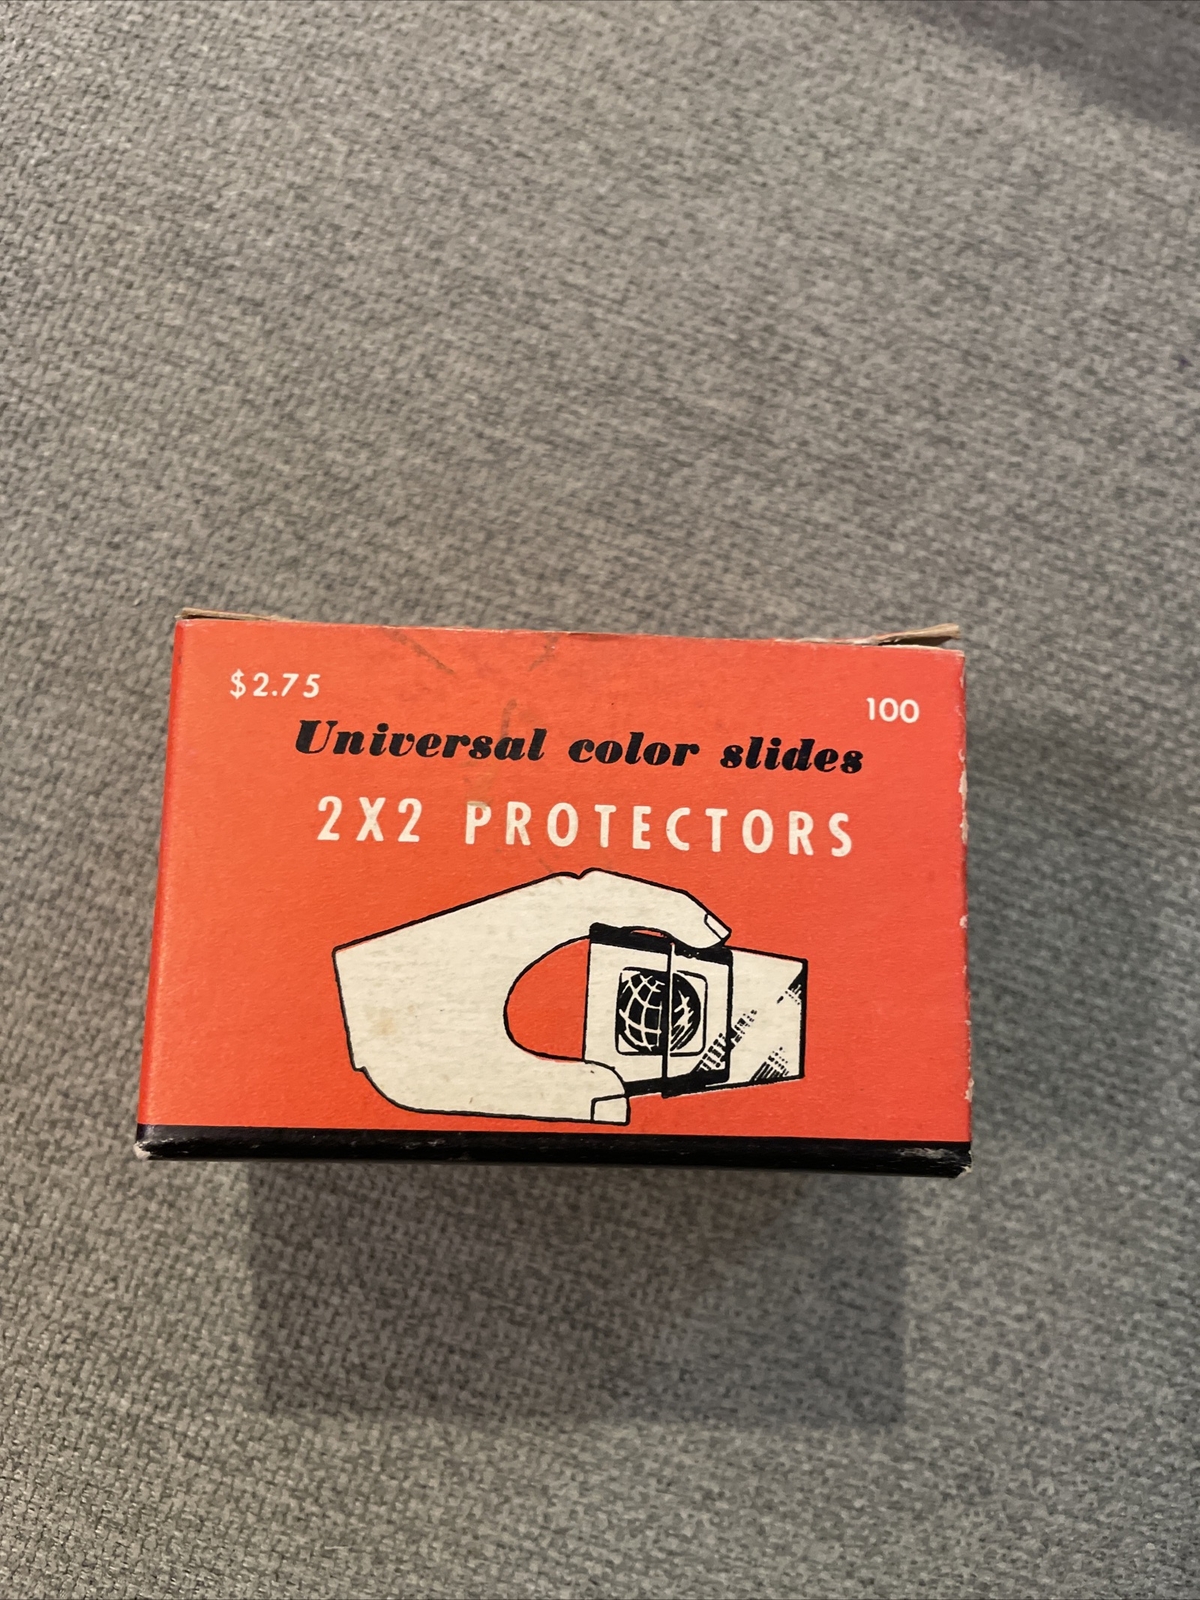 $2.75
100
Universal color slides
2X2 PROTECTORS